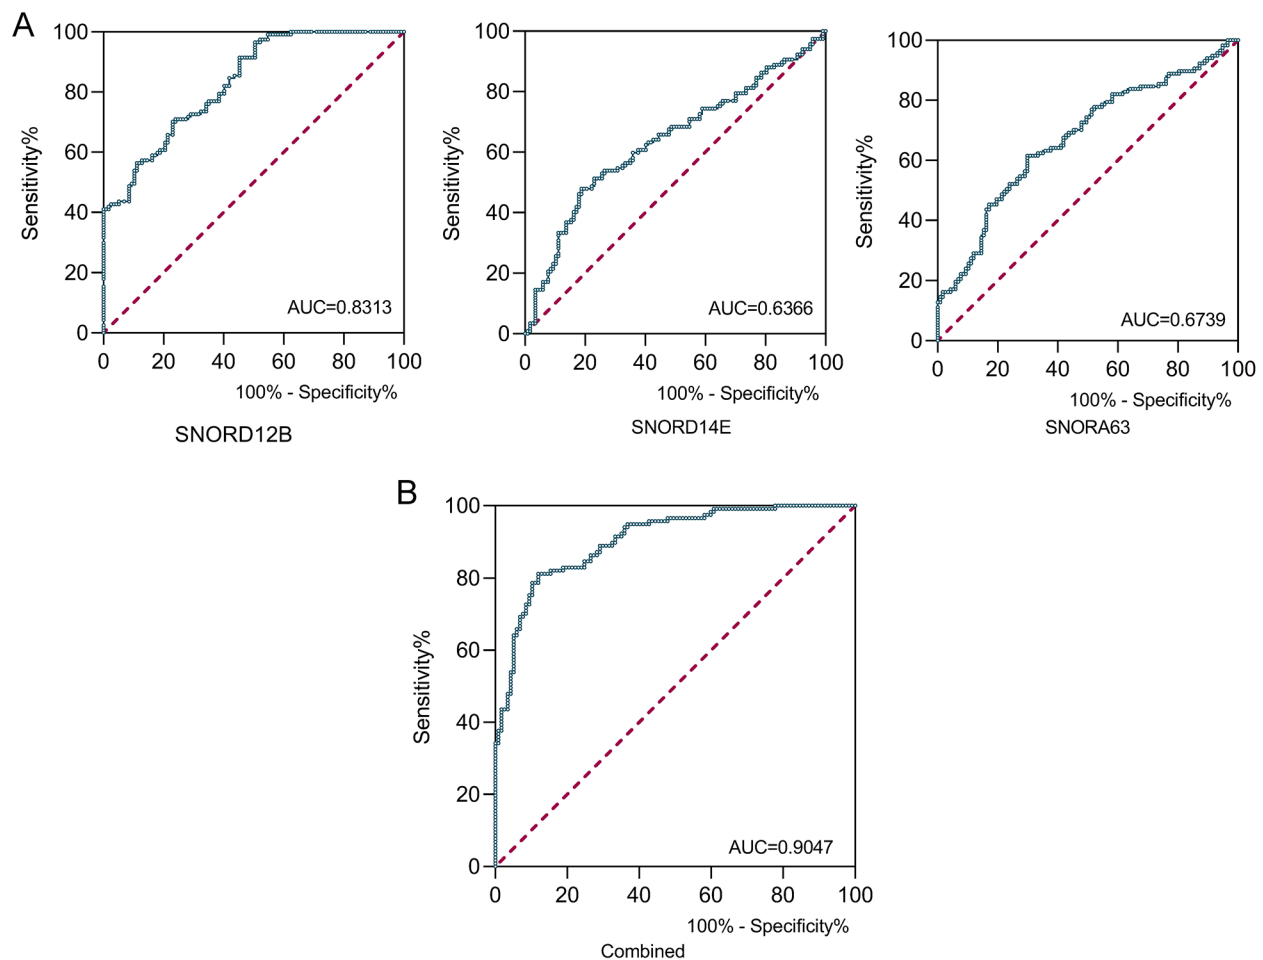 A
Sensitivity%
100
80
60
40
20
0
AUC=0.8313
0 20 40 60 80 100
100% - Specificity%
SNORD12B
Sensitivity%
100
80
60
40
20
0
AUC=0.6366
0 20 40 60 80 100
100% - Specificity%
SNORD14E
Sensitivity%
100
80
60
40
20
0
AUC=0.6739
0 20 40 60 80 100
100% - Specificity%
SNORA63
B
Sensitivity%
100
80
60
40
20
0
AUC=0.9047
0 20 40 60 80 100
100% - Specificity%
Combined